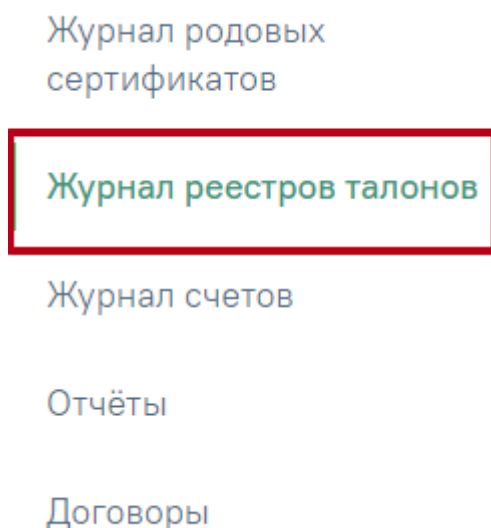 Журнал родовых
сертификатов
Журнал реестров талонов
Журнал счетов
Отчёты
Договоры